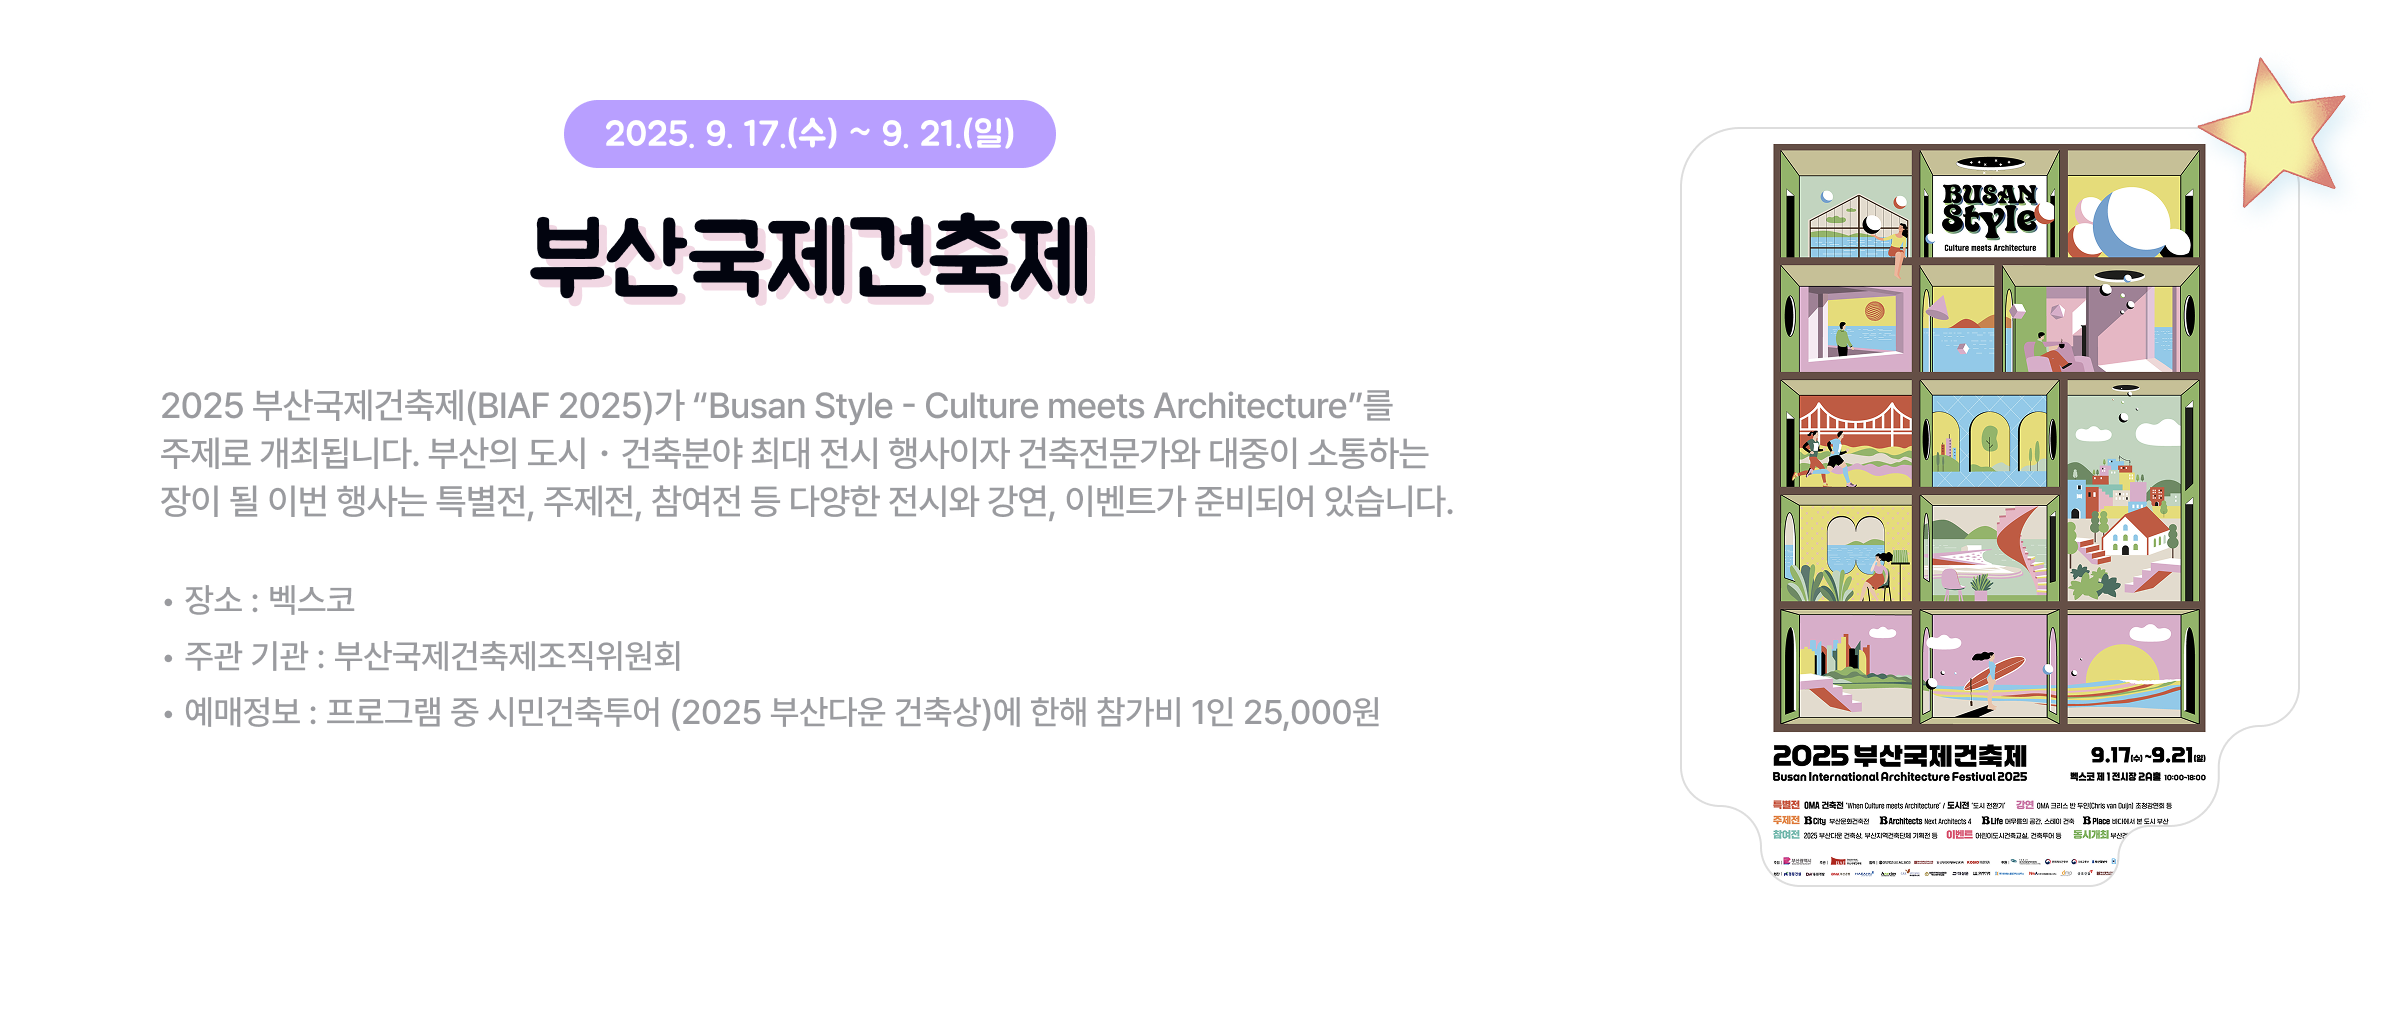 2025. 9. 17.(수) ~ 9. 21.(일)
부산국제건축제
2025 부산국제건축제(BIAF 2025)가 “Busan Style - Culture meets Architecture”를
주제로 개최됩니다. 부산의 도시・건축분야 최대 전시 행사이자 건축전문가와 대중이 소통하는
장이 될 이번 행사는 특별전, 주제전, 참여전 등 다양한 전시와 강연, 이벤트가 준비되어 있습니다.
• 장소 : 벡스코
• 주관 기관 : 부산국제건축제조직위원회
• 예매정보 : 프로그램 중 시민건축투어 (2025 부산다운 건축상)에 한해 참가비 1인 25,000원
BUSAN
Style
Culture meets Architecture
2025 부산국제건축제 9.17(수) ~9.21(일)
Busan International Architecture Festival 2025 벡스코 제1전시장 2A홀 10:00~18:00
특별전 OMA 건축전 'When Culture meets Architecture' / 도시전 '도시 전환기' 강연 OMA 크리스 반 두인(Chris van Duijn) 초청강연회 등
주제전 BCity 부산문화건축전 BArchitects Next Architects 4 BLife 머무름의 공간, 스테이 건축 BPlace 바다에서 본 도시 부산
참여전 2025 부산다운 건축상, 부산지역건축단체 기획전 등 이벤트 어린이도시건축교실, 건축투어 등 동시개최
부산광역시